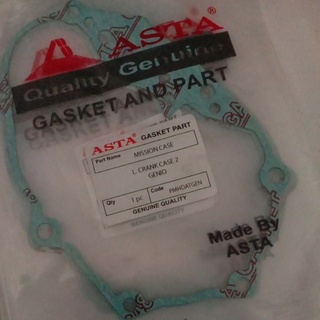 ASTA
Quality Genuine
GASKET AND PART
ASTA GASKET PART
Part Name MISSION CASE
L. CRANK CASE 2
GENIO
Qty 1 pc Code PMHOATGEN
GENUINE QUALITY
Made By
ASTA